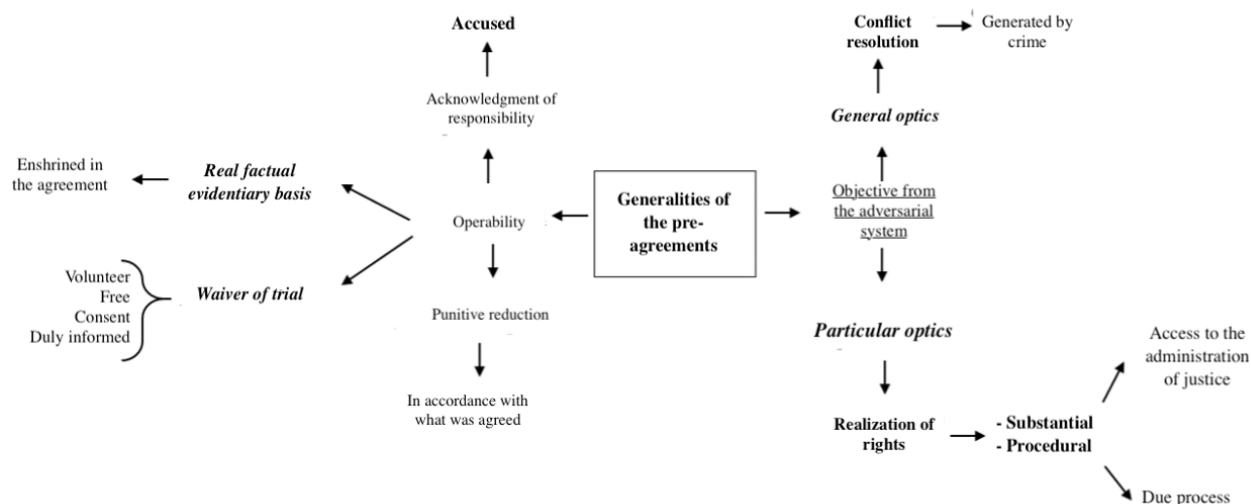 Accused
Acknowledgment of
responsibility
Real factual
evidentiary basis
Enshrined in
the agreement
Operability
Volunteer
Free
Consent
Duly informed
Waiver of trial
Punitive reduction
In accordance with
what was agreed
Generalities of
the pre-
agreements
Conflict
resolution
Generated by
crime
General optics
Objective from
the adversarial
system
Particular optics
Realization of
rights
- Substantial
- Procedural
Access to the
administration
of justice
Due process